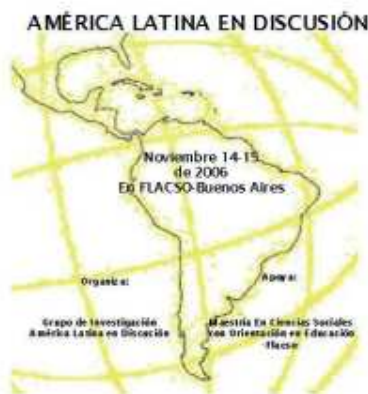 AMÉRICA LATINA EN DISCUSIÓN
Noviembre 14-15
de 2006
En FLACSO-Buenos Aires
Organiza:
Apoya:
Grupo de Investigación
América Latina en Discusión
Maestría En Ciencias Sociales
con Orientación en Educación
-Flacso